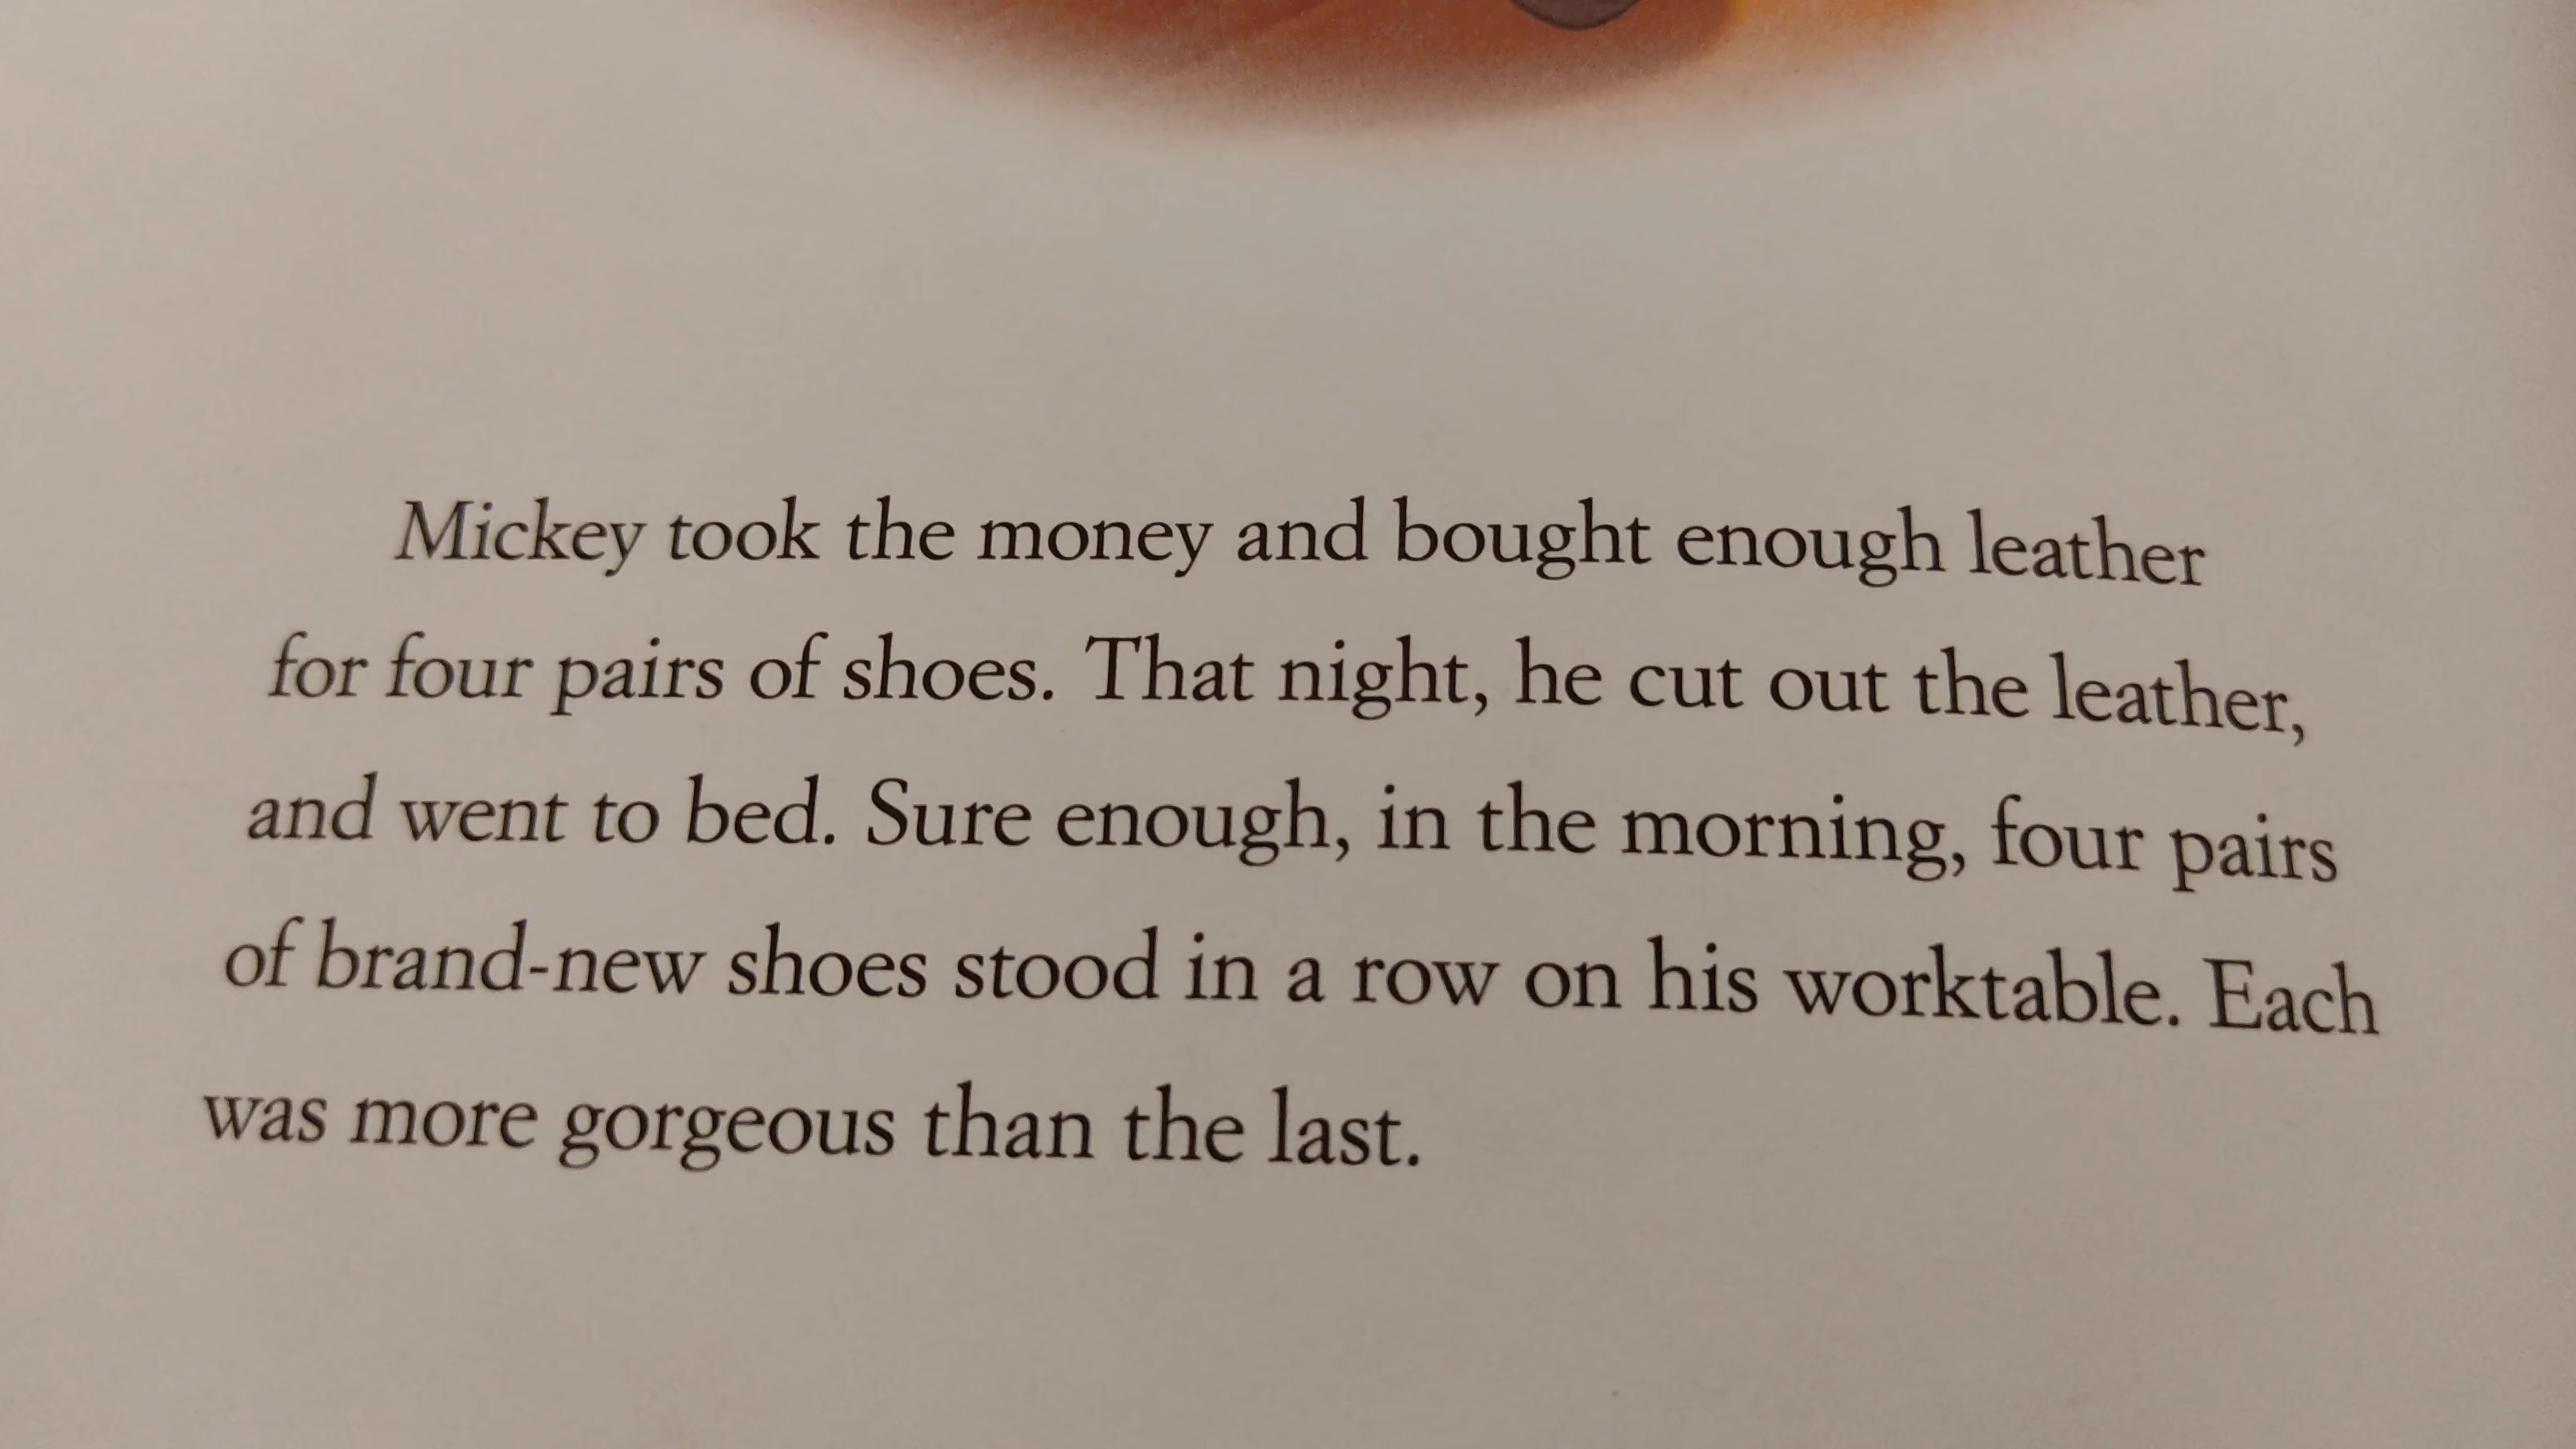 Mickey took the money and bought enough leather
for four pairs of shoes. That night, he cut out the leather,
and went to bed. Sure enough, in the morning, four pairs
of brand-new shoes stood in a row on his worktable. Each
was more gorgeous than the last.